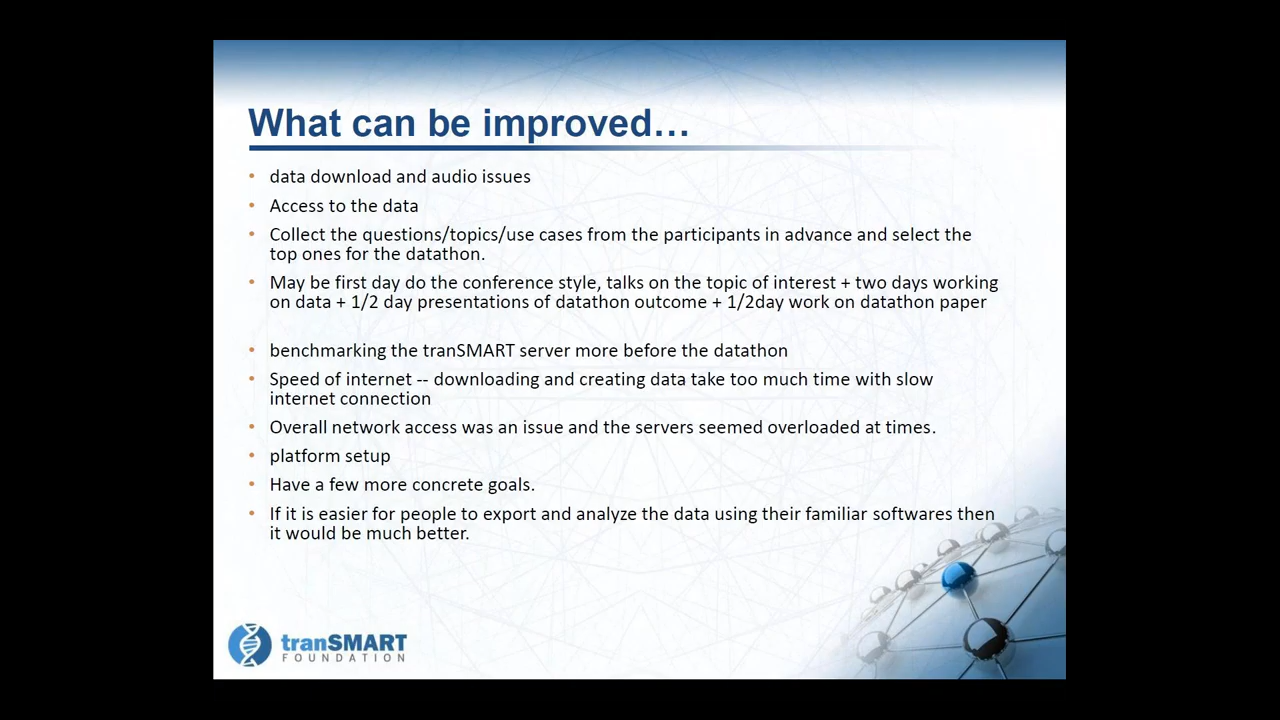 What can be improved…
• data download and audio issues
• Access to the data
• Collect the questions/topics/use cases from the participants in advance and select the
top ones for the datathon.
• May be first day do the conference style, talks on the topic of interest + two days working
on data + 1/2 day presentations of datathon outcome + 1/2day work on datathon paper
• benchmarking the tranSMART server more before the datathon
• Speed of internet -- downloading and creating data take too much time with slow
internet connection
• Overall network access was an issue and the servers seemed overloaded at times.
• platform setup
• Have a few more concrete goals.
• If it is easier for people to export and analyze the data using their familiar softwares then
it would be much better.
tranSMART
FOUNDATION